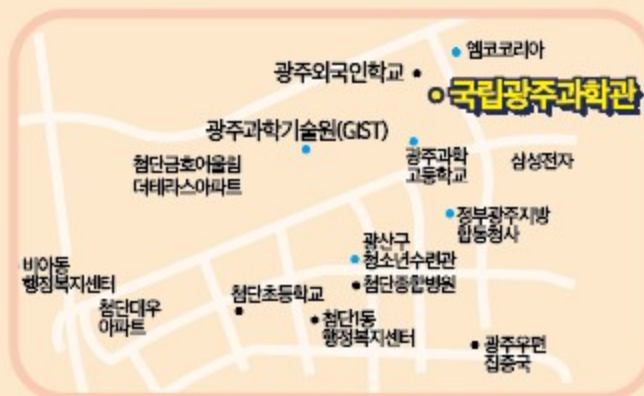 엠코코리아
광주외국인학교
국립광주과학관
광주과학기술원(GIST)
광주과학
고등학교
삼성전자
첨단금호어울림
더테라스아파트
정부광주지방
합동청사
광산구
청소년수련관
비아동
행정복지센터
첨단종합병원
첨단초등학교
첨단대우
아파트
첨단1동
행정복지센터
광주우편
집중국